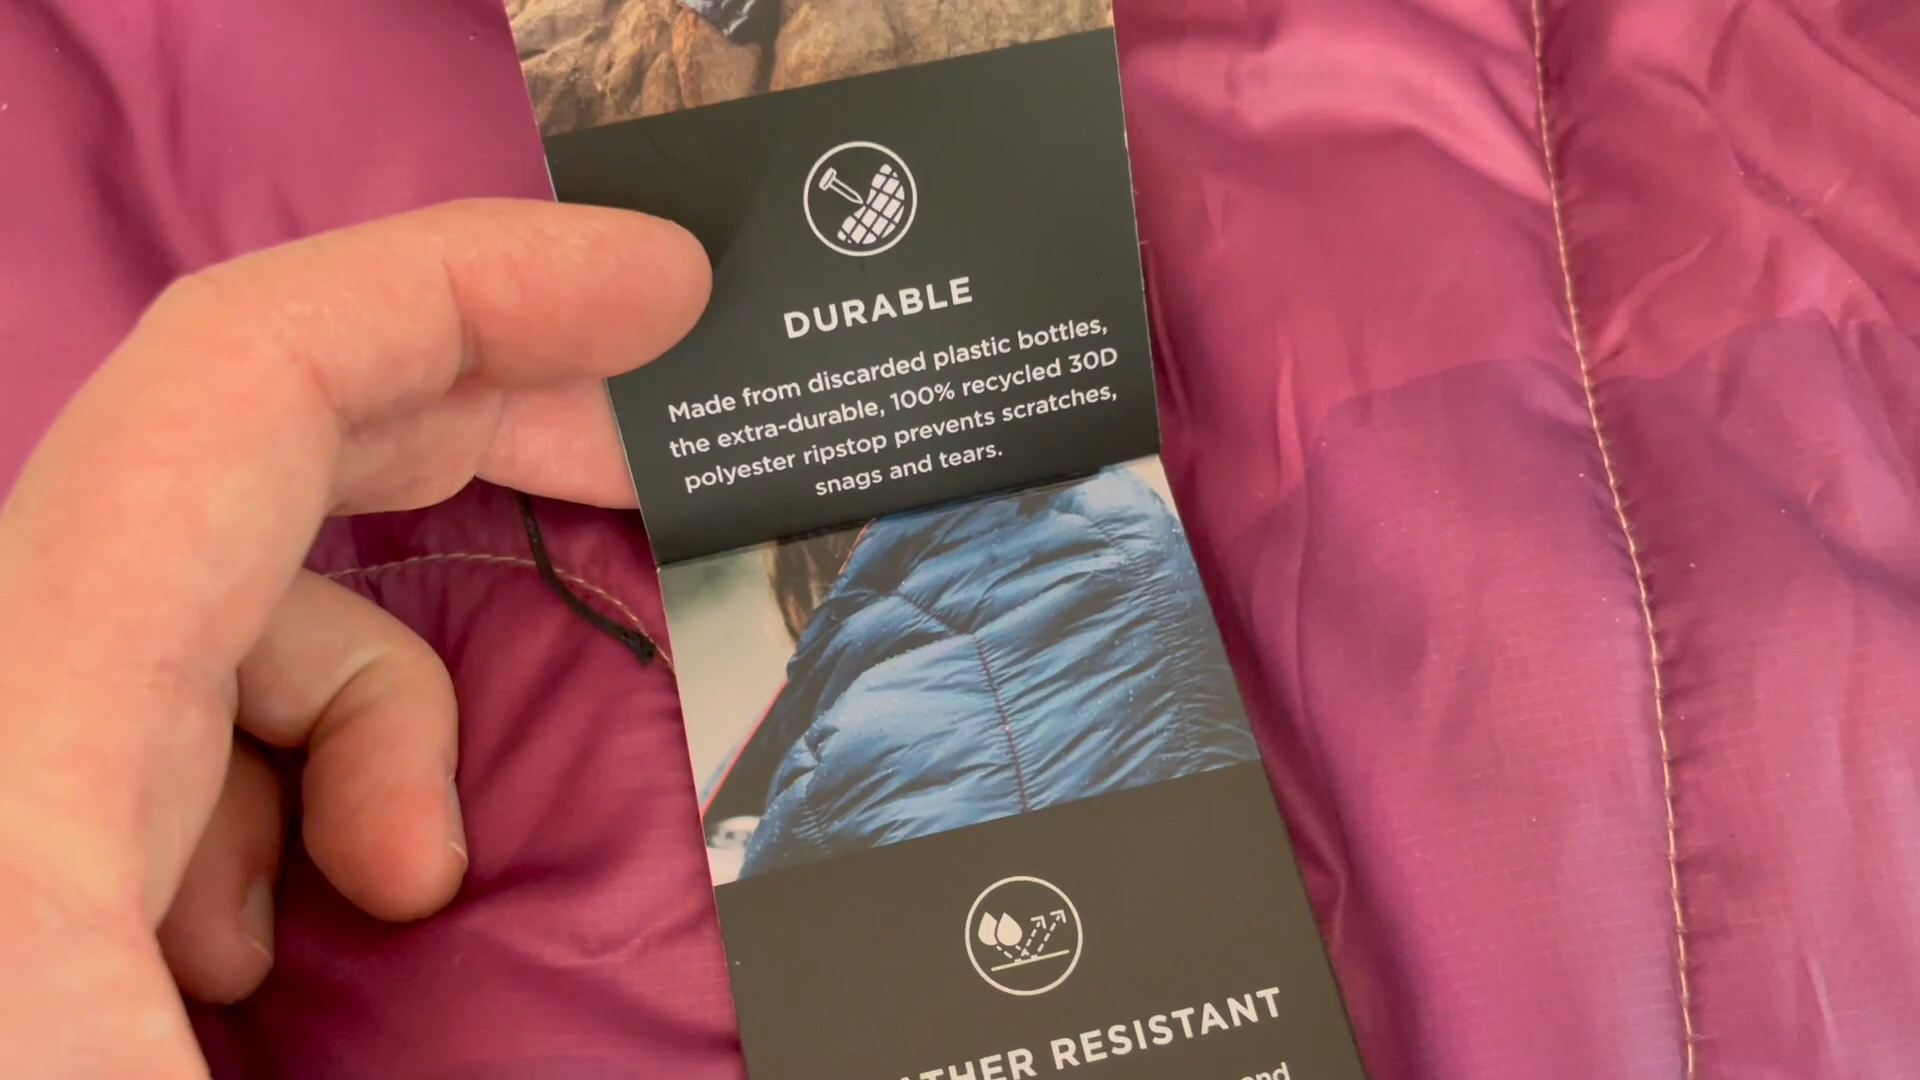 DURABLE
Made from discarded plastic bottles,
the extra-durable, 100% recycled 30D
polyester ripstop prevents scratches,
snags and tears.
RESISTANT
and